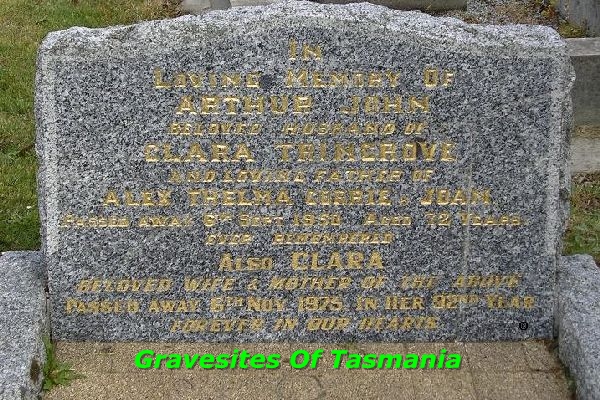 IN
LOVING MEMORY OF
ARTHUR JOHN
BELOVED HUSBAND OF
CLARA TRINGROVE
AND LOVING FATHER OF
ALEX THELMA CORRIE & JOAN
PASSED AWAY SEPT 1950 AGED 72 YEARS
EVER REMEMBERED
ALSO CLARA
BELOVED WIFE & MOTHER OF THE ABOVE
PASSED AWAY 6TH NOV. 1975, IN HER 92ND YEAR
FOREVER IN OUR HEARTS
Gravesites Of Tasmania